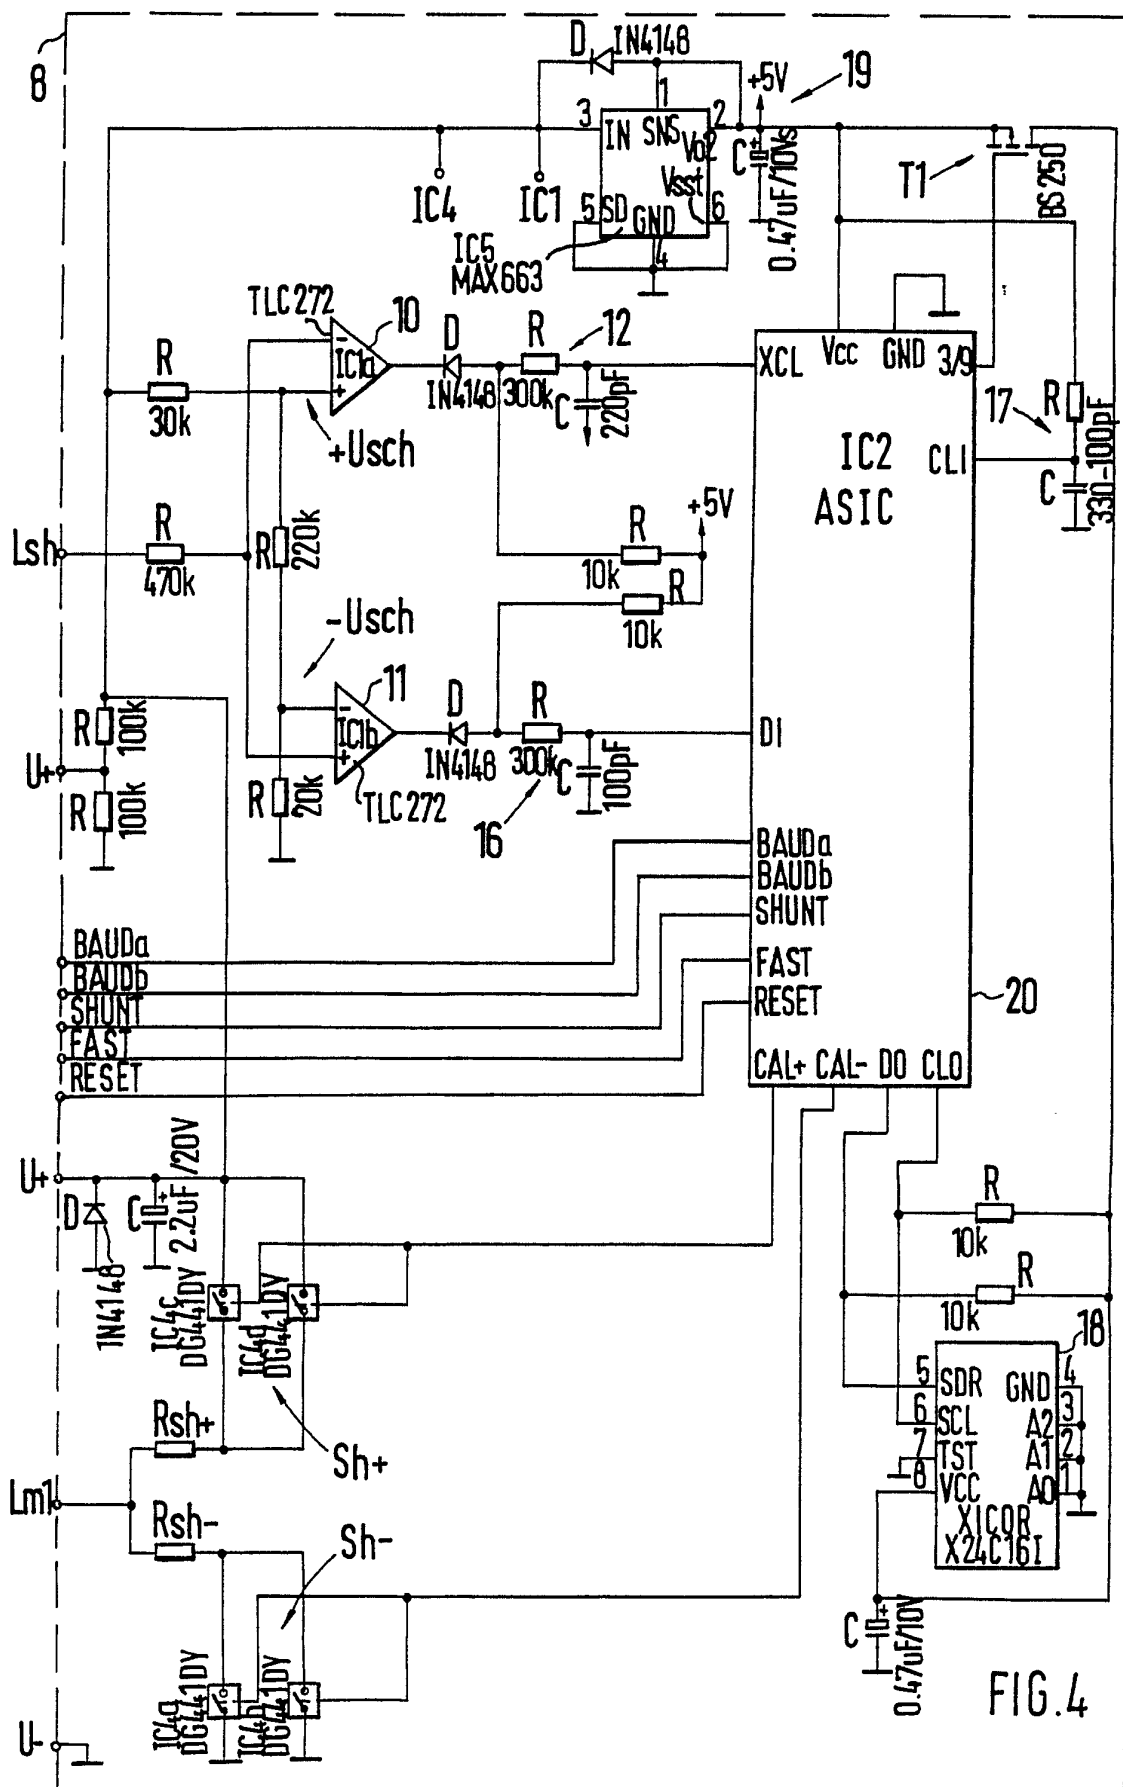 8
D
IN4148
+5V
19
1
3
2
IN
SNS
Vo2
C
+
0.47uF/10Vs
T1
BS250
IC4
IC1
Vsst
5
SD
GND
6
4
IC5
MAX663
TLC272
10
-
IC1a
+
D
IN4148
R
300k
12
C
220pF
XCL
Vcc
GND
3/9
17
R
R
30k
+Usch
IC2
ASIC
CLI
C
330-100pF
Lsh
R
470k
R
220k
R
10k
+5V
R
10k
-Usch
11
-
IC1b
+
TLC272
D
IN4148
R
300k
C
100pF
16
DI
R
100k
U+
R
100k
R
20k
BAUDa
BAUDb
SHUNT
FAST
RESET
BAUDa
BAUDb
SHUNT
FAST
RESET
20
CAL+
CAL-
DO
CLO
U+
D
1N4148
C
+
2.2uF/20V
IC4c
DG441DY
IC4d
DG441DY
R
10k
R
10k
18
5
SDR
GND
4
6
SCL
A2
3
7
TST
A1
2
8
VCC
A0
1
XICOR
X24C16I
Rsh+
Sh+
Lm1
Rsh-
Sh-
C
+
0.47uF/10V
IC4a
DG441DY
DG441DY
U-
FIG.4